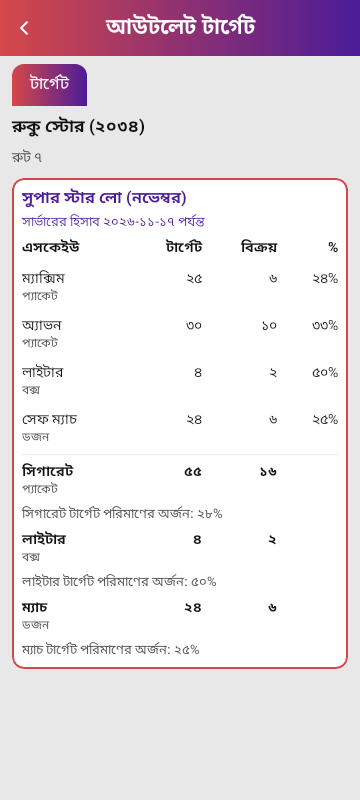 আউটলেট টার্গেট
টার্গেট
রুকু স্টোর (২০৩৪)
রুট ৭
সুপার স্টার লো (নভেম্বর)
সার্ভারের হিসাব ২০২৬-১১-১৭ পর্যন্ত
এসকেইউ টার্গেট বিক্রয় %
ম্যাক্সিম ২৫ ৬ ২৪%
প্যাকেট
অ্যাভন ৩০ ১০ ৩৩%
প্যাকেট
লাইটার ৪ ২ ৫০%
বক্স
সেফ ম্যাচ ২৪ ৬ ২৫%
ডজন
সিগারেট ৫৫ ১৬
প্যাকেট
সিগারেট টার্গেট পরিমাণের অর্জন: ২৮%
লাইটার ৪ ২
বক্স
লাইটার টার্গেট পরিমাণের অর্জন: ৫০%
ম্যাচ ২৪ ৬
ডজন
ম্যাচ টার্গেট পরিমাণের অর্জন: ২৫%